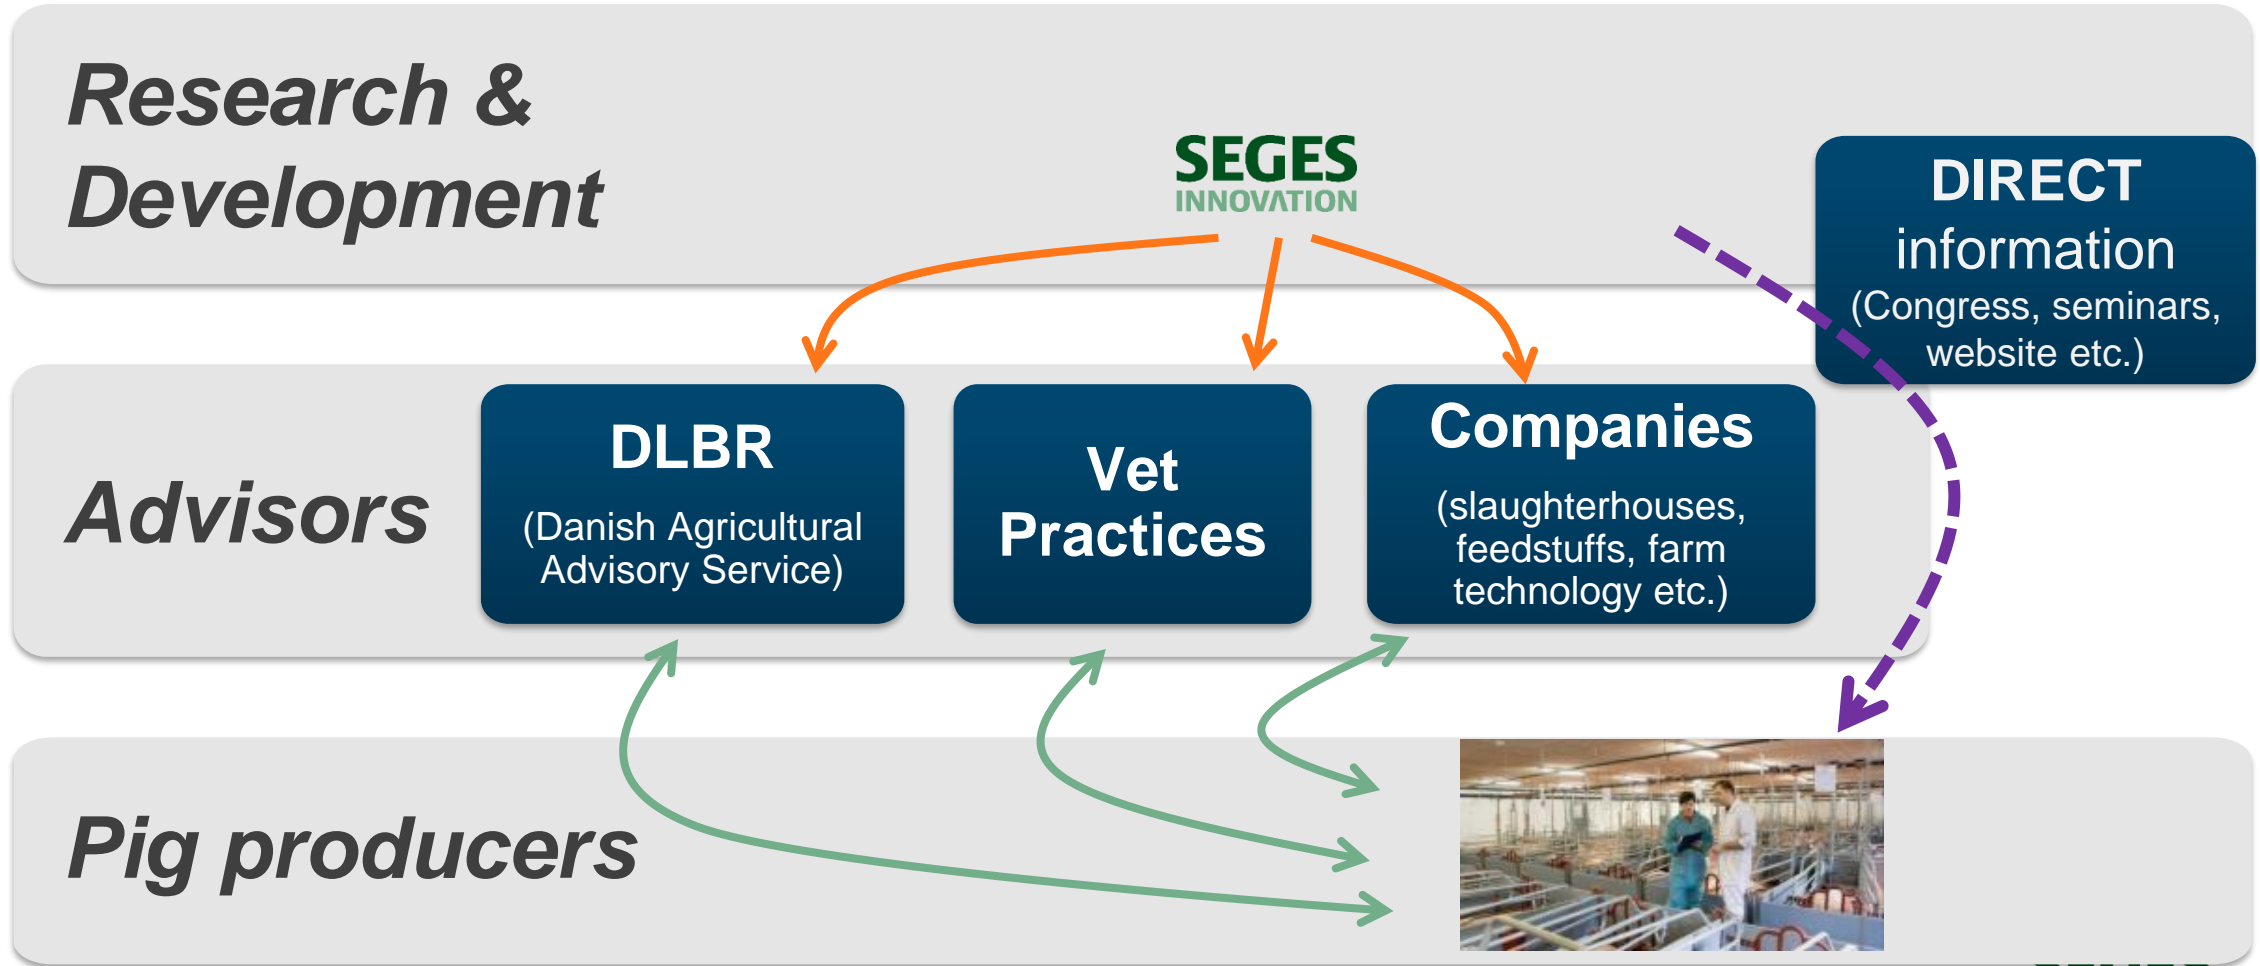 Research &
Development
SEGES
INNOVATION
DIRECT
information
(Congress, seminars,
website etc.)
Advisors
DLBR
(Danish Agricultural
Advisory Service)
Vet
Practices
Companies
(slaughterhouses,
feedstuffs, farm
technology etc.)
Pig producers